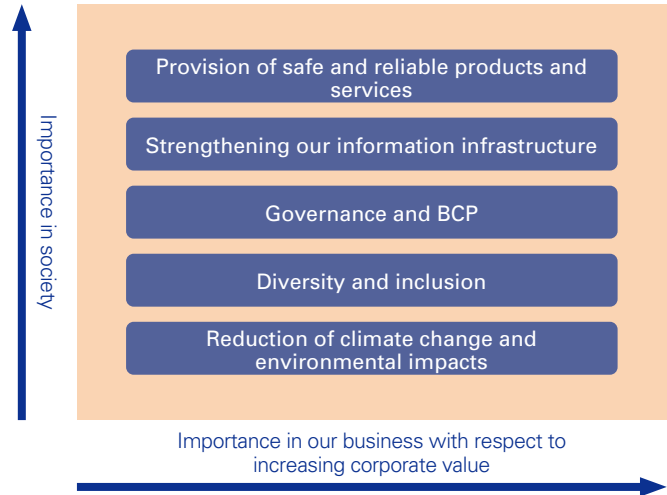 Importance in society
Provision of safe and reliable products and
services
Strengthening our information infrastructure
Governance and BCP
Diversity and inclusion
Reduction of climate change and
environmental impacts
Importance in our business with respect to
increasing corporate value